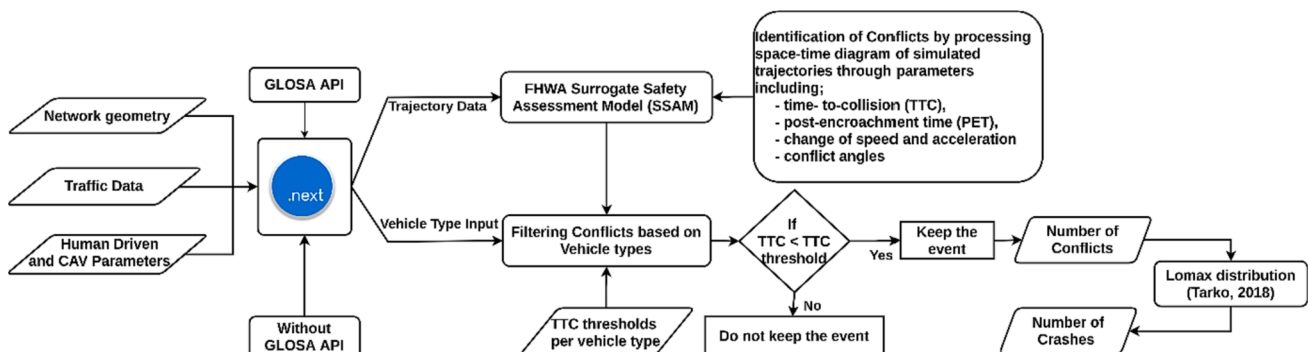 Network geometry
Traffic Data
Human Driven
and CAV Parameters
GLOSA API
.next
Without
GLOSA API
Trajectory Data
Vehicle Type Input
FHWA Surrogate Safety
Assessment Model (SSAM)
Identification of Conflicts by processing
space-time diagram of simulated
trajectories through parameters
including;
- time- to-collision (TTC),
- post-encroachment time (PET),
- change of speed and acceleration
- conflict angles
Filtering Conflicts based on
Vehicle types
TTC thresholds
per vehicle type
If
TTC < TTC
threshold
Yes
No
Keep the
event
Do not keep the event
Number of
Conflicts
Lomax distribution
(Tarko, 2018)
Number of
Crashes